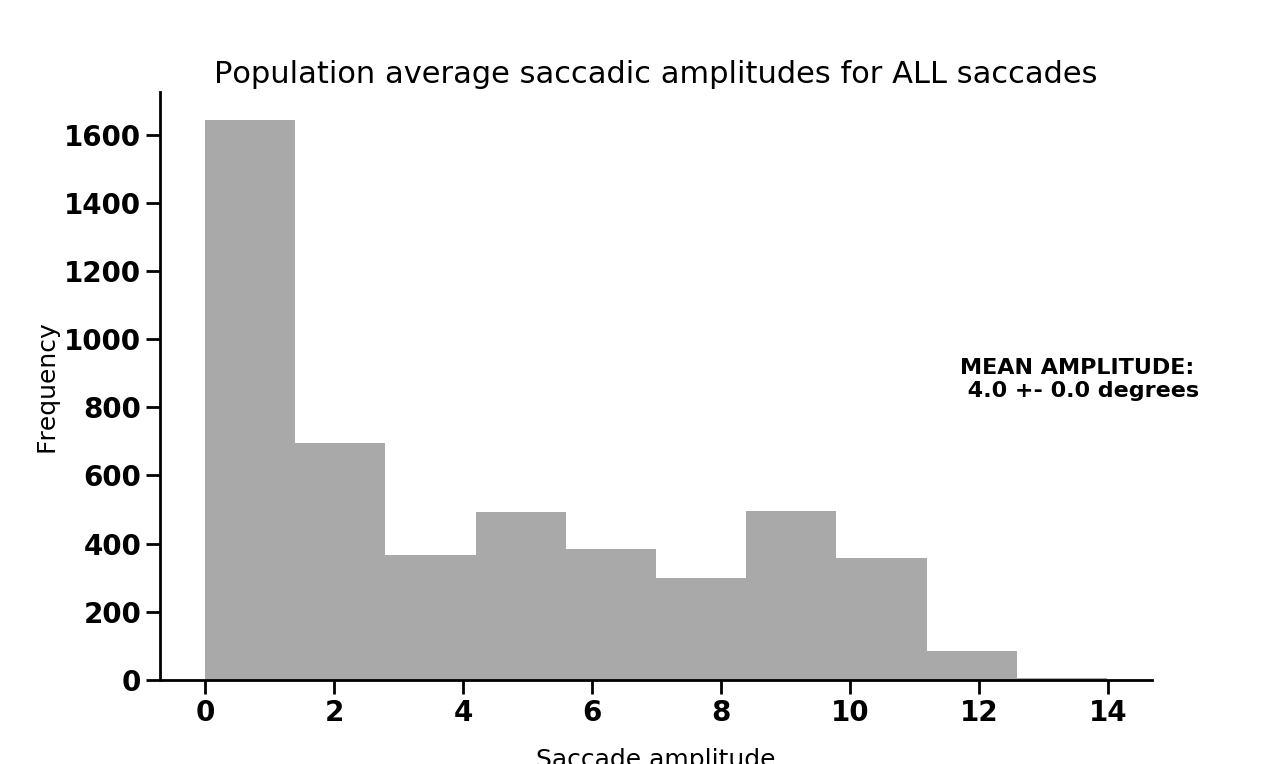 Population average saccadic amplitudes for ALL saccades
1600
1400
1200
1000
800
600
400
200
0
Frequency
MEAN AMPLITUDE:
4.0 +- 0.0 degrees
0 2 4 6 8 10 12 14
Saccade amplitude